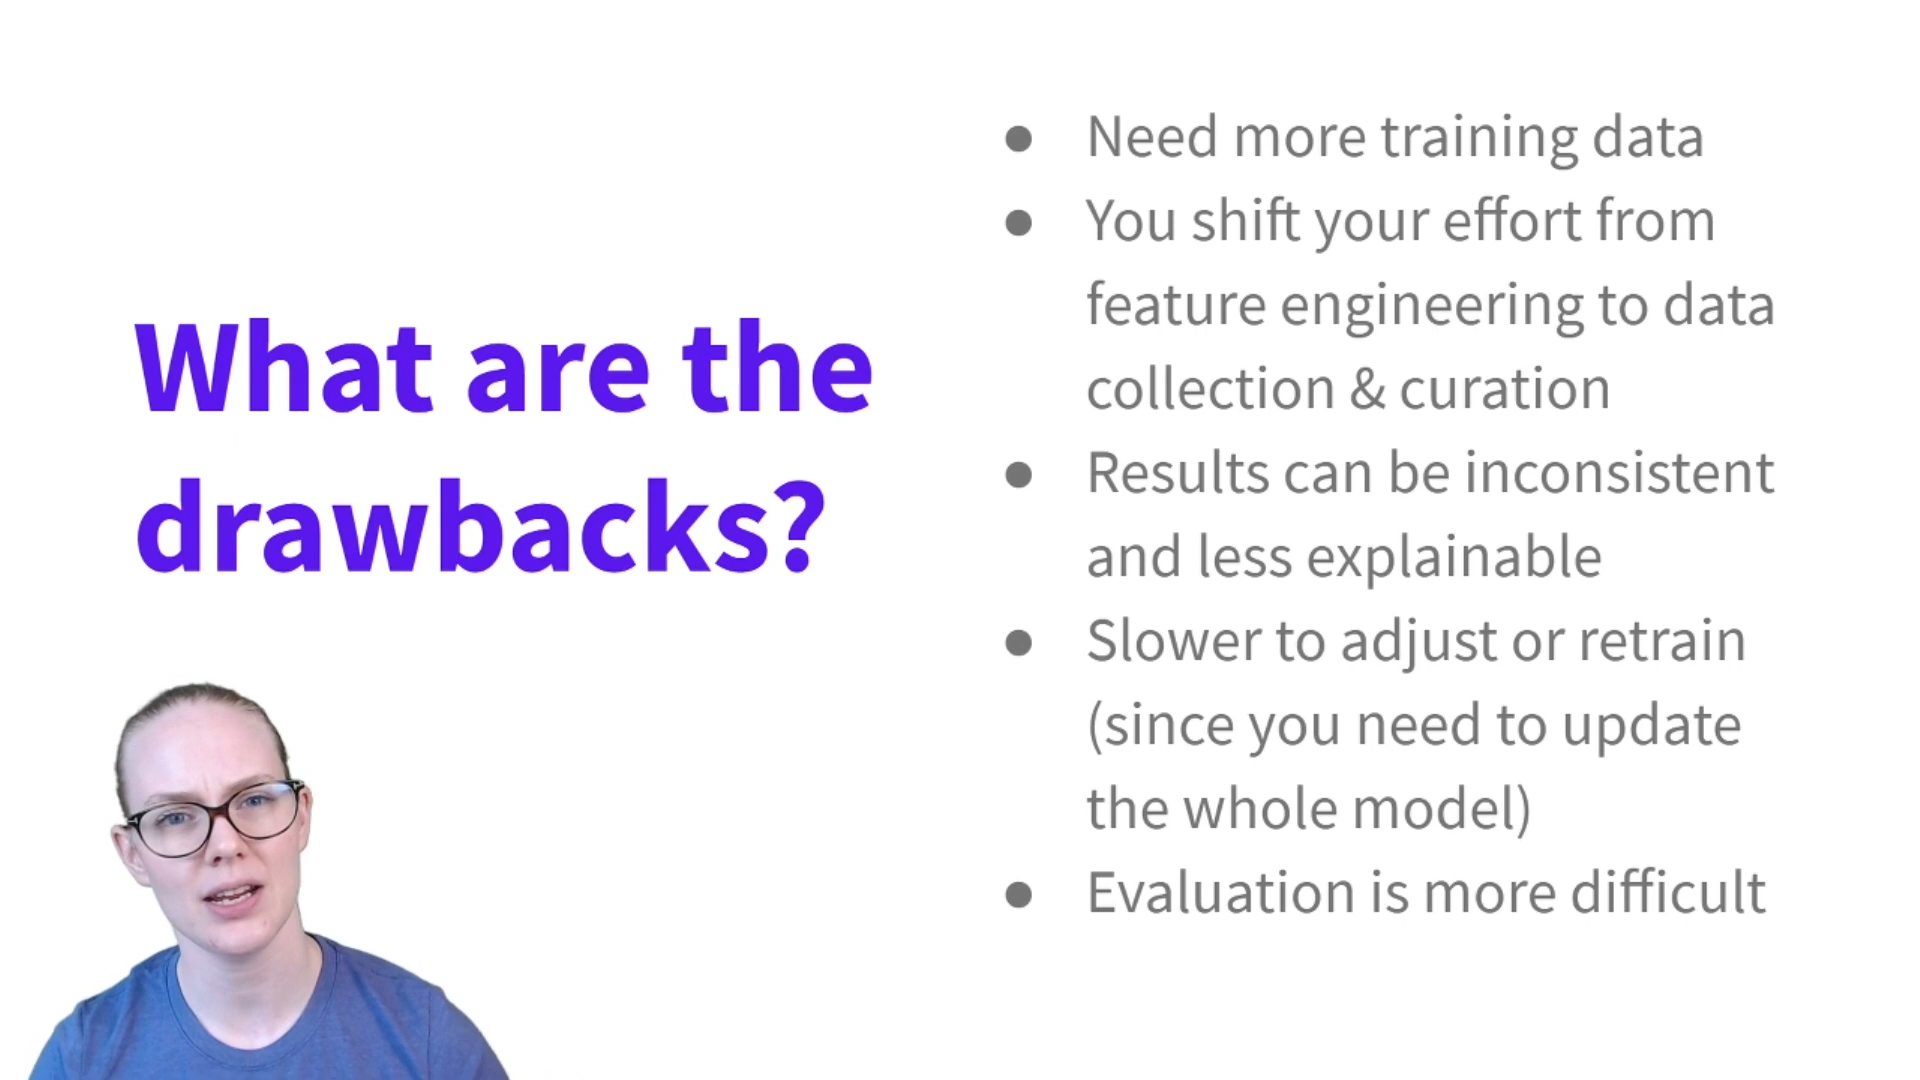 What are the
drawbacks?
● Need more training data
● You shift your effort from
feature engineering to data
collection & curation
● Results can be inconsistent
and less explainable
● Slower to adjust or retrain
(since you need to update
the whole model)
● Evaluation is more difficult